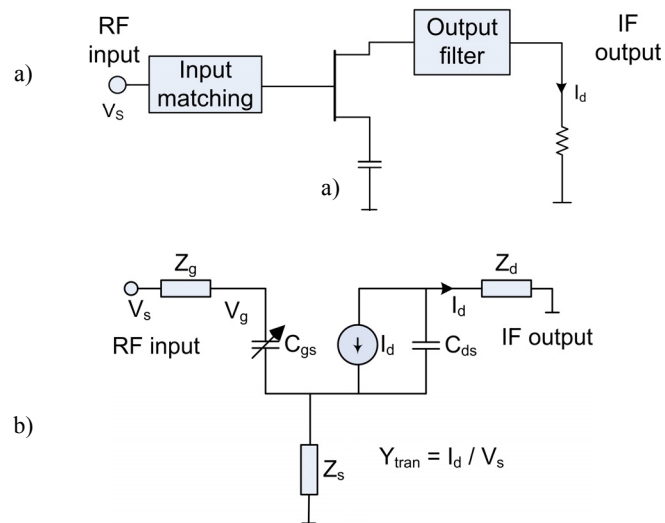 a)
RF
input
V_S
Input
matching
Output
filter
IF
output
I_d
a)
b)
Z_g
V_s
V_g
RF input
C_gs
I_d
C_ds
I_d
Z_d
IF output
Z_s
Y_tran = I_d / V_s